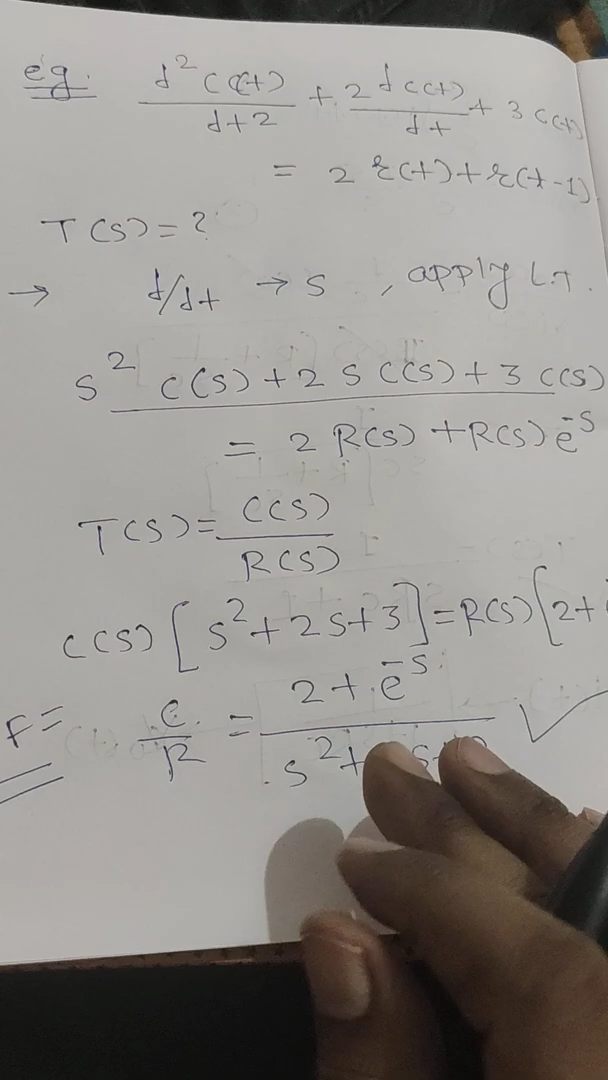 eg. d²c(t)/dt2 + 2 dc(t)/dt + 3 c(t)
= 2 r(t) + r(t-1)
T(s) = ?
→ d/dt → s , apply L.T.
s² C(s) + 2 s C(s) + 3 C(s)
= 2 R(s) + R(s) e^-s
T(s) = C(s)/R(s)
C(s) [s² + 2s + 3] = R(s) [2 +
F = C/R = 2 + e^-s / s² +